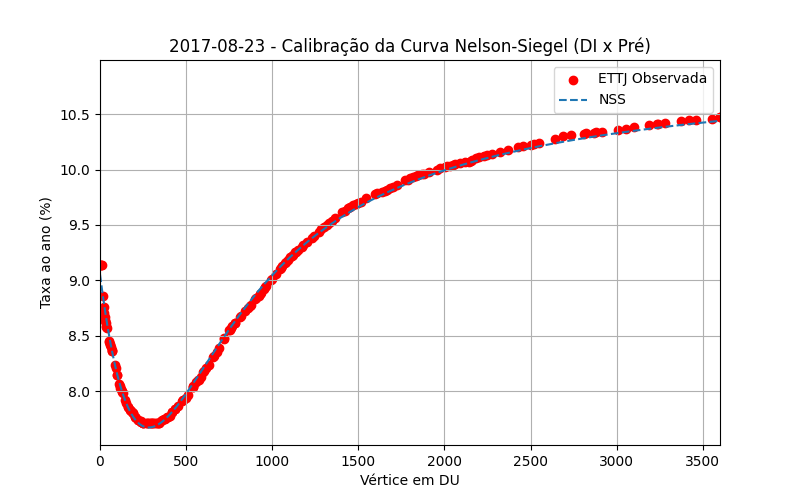 2017-08-23 - Calibração da Curva Nelson-Siegel (DI x Pré)
ETTJ Observada
NSS
10.5
10.0
9.5
9.0
8.5
8.0
Taxa ao ano (%)
0 500 1000 1500 2000 2500 3000 3500
Vértice em DU